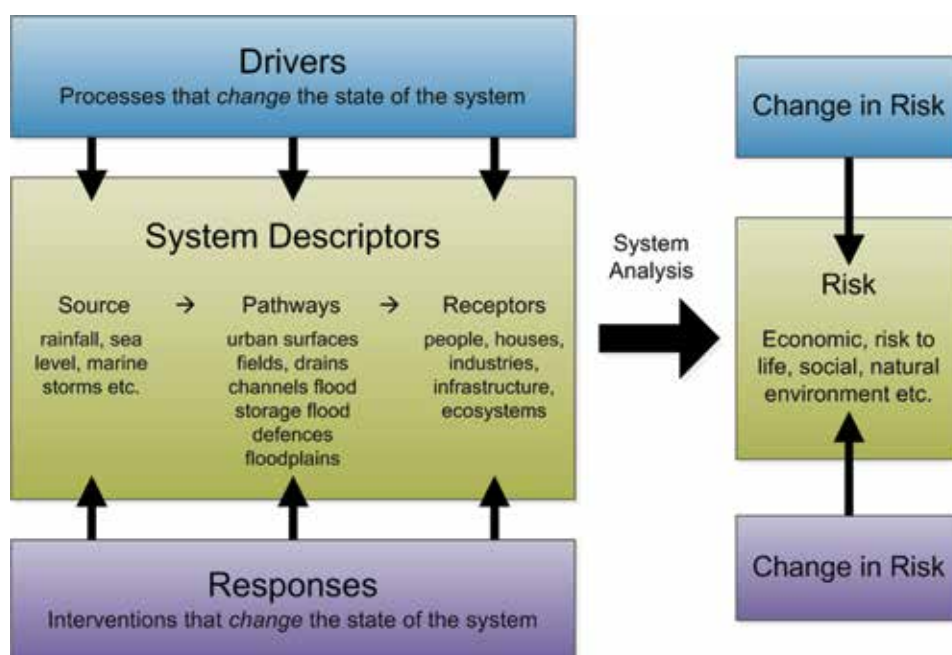 Drivers
Processes that change the state of the system
System Descriptors
Source → Pathways → Receptors
rainfall, sea
level, marine
storms etc.
urban surfaces
fields, drains
channels flood
storage flood
defences
floodplains
people, houses,
industries,
infrastructure,
ecosystems
Responses
Interventions that change the state of the system
System
Analysis
Change in Risk
Risk
Economic, risk to
life, social, natural
environment etc.
Change in Risk